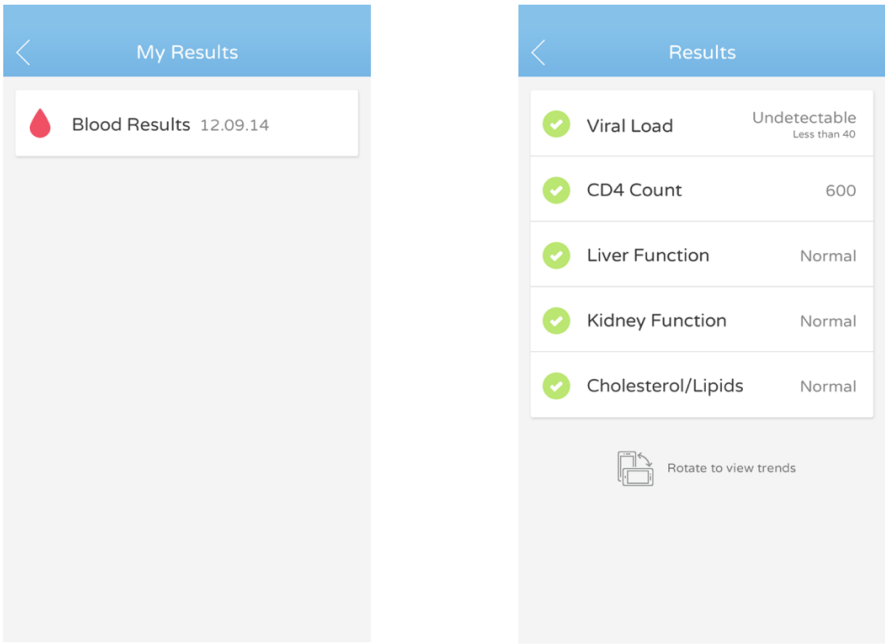 My Results
Blood Results 12.09.14
Results
Viral Load Undetectable
Less than 40
CD4 Count 600
Liver Function Normal
Kidney Function Normal
Cholesterol/Lipids Normal
Rotate to view trends